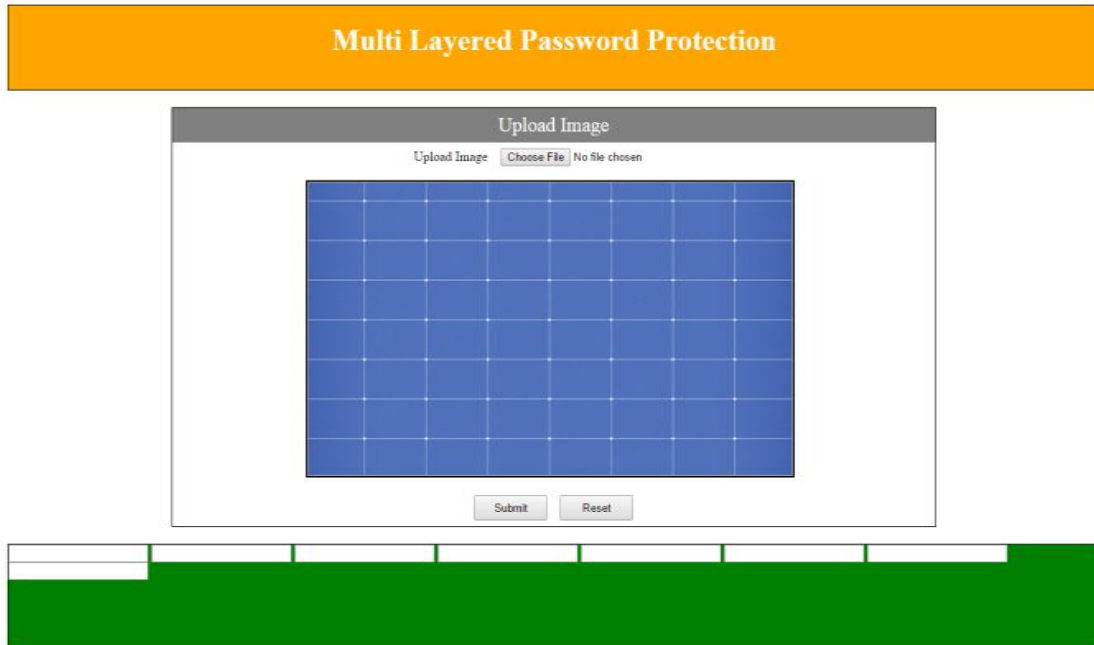 Multi Layered Password Protection
Upload Image
Upload Image Choose File No file chosen
Submit Reset